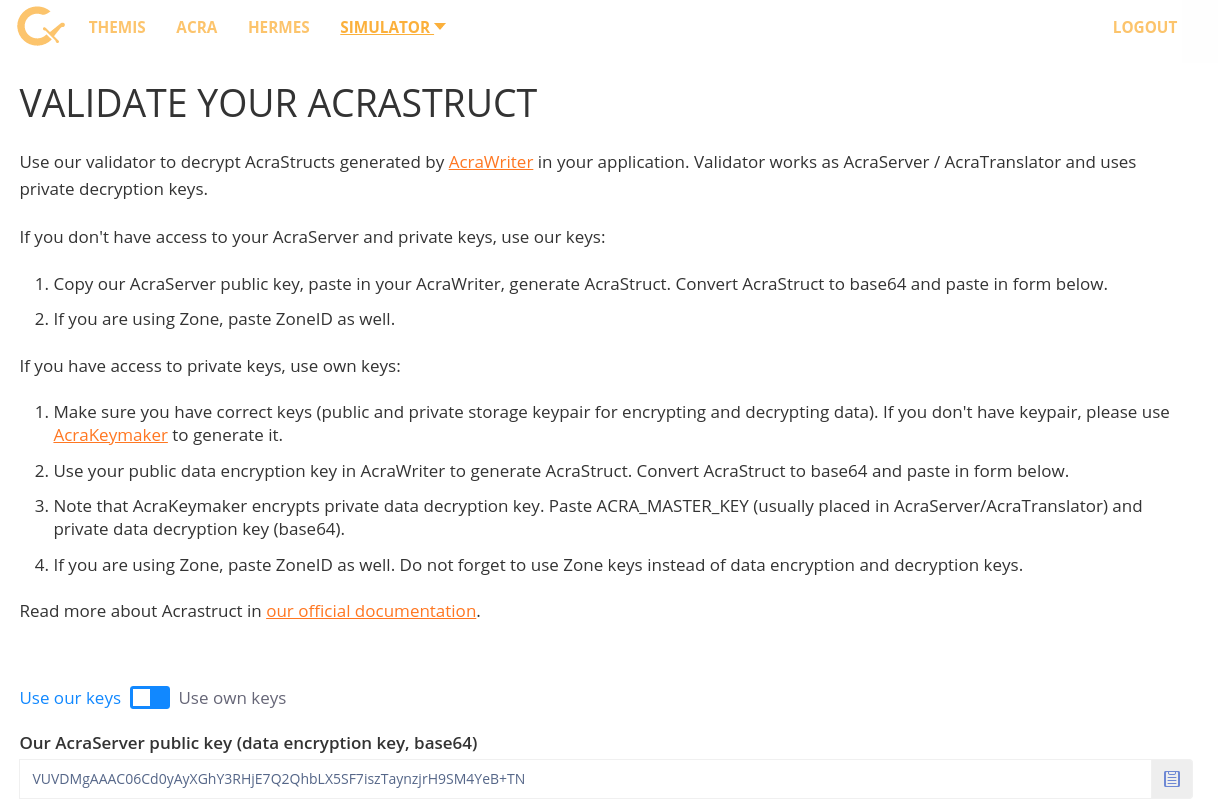 THEMIS ACRA HERMES SIMULATOR LOGOUT
VALIDATE YOUR ACRASTRUCT
Use our validator to decrypt AcraStructs generated by AcraWriter in your application. Validator works as AcraServer / AcraTranslator and uses
private decryption keys.
If you don't have access to your AcraServer and private keys, use our keys:
1. Copy our AcraServer public key, paste in your AcraWriter, generate AcraStruct. Convert AcraStruct to base64 and paste in form below.
2. If you are using Zone, paste ZoneID as well.
If you have access to private keys, use own keys:
1. Make sure you have correct keys (public and private storage keypair for encrypting and decrypting data). If you don't have keypair, please use
AcraKeymaker to generate it.
2. Use your public data encryption key in AcraWriter to generate AcraStruct. Convert AcraStruct to base64 and paste in form below.
3. Note that AcraKeymaker encrypts private data decryption key. Paste ACRA_MASTER_KEY (usually placed in AcraServer/AcraTranslator) and
private data decryption key (base64).
4. If you are using Zone, paste ZoneID as well. Do not forget to use Zone keys instead of data encryption and decryption keys.
Read more about Acrastruct in our official documentation.
Use our keys Use own keys
Our AcraServer public key (data encryption key, base64)
VUVDMgAAAC06Cd0yAyXGhY3RHjE7Q2QhbLX5SF7iszTaynzjrH9SM4YeB+TN